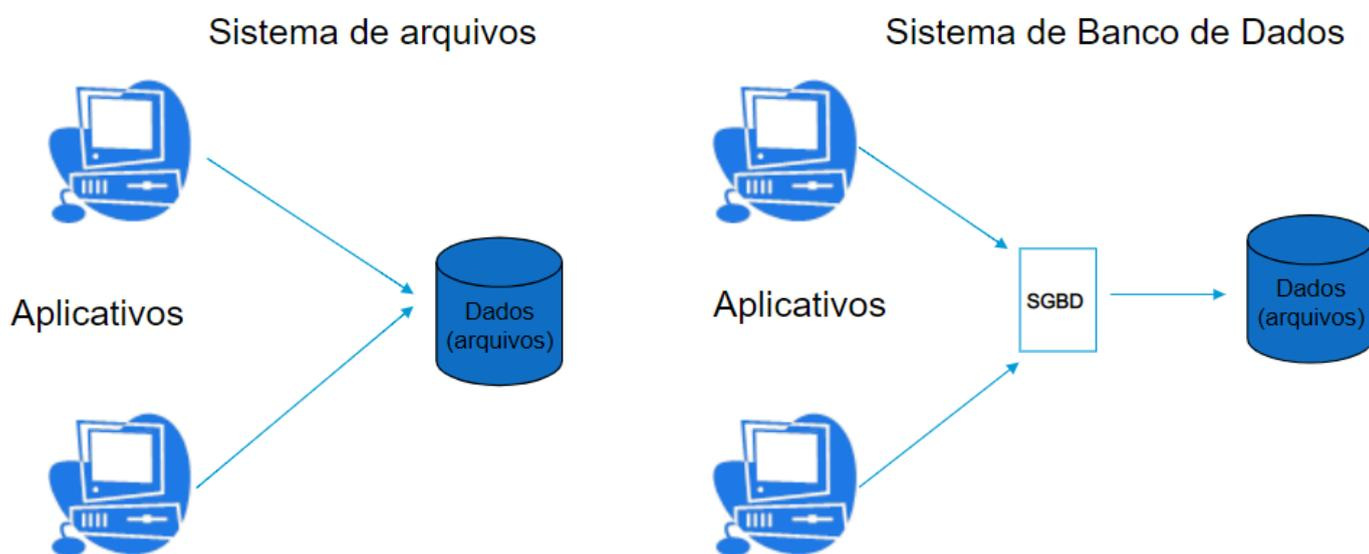 Sistema de arquivos
Aplicativos
Dados
(arquivos)
Sistema de Banco de Dados
Aplicativos
SGBD
Dados
(arquivos)